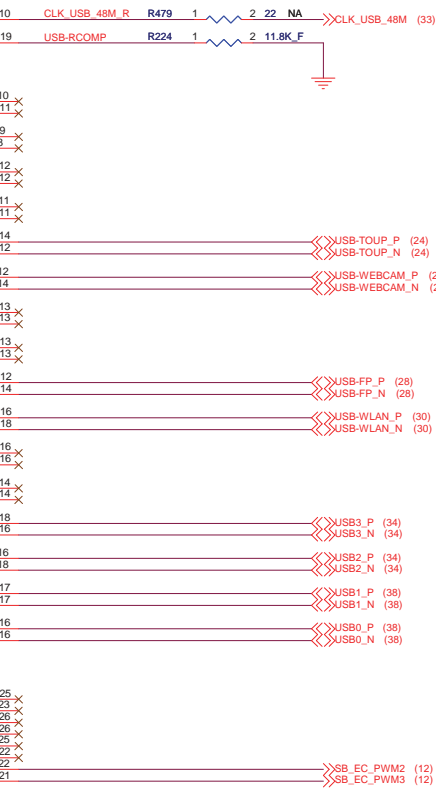 10 CLK_USB_48M_R R479 1 2 22 NA CLK_USB_48M (33)
19 USB-RCOMP R224 1 2 11.8K_F
10
11
9
12
12
11
11
14 USB-TOUP_P (24)
12 USB-TOUP_N (24)
12 USB-WEBCAM_P
14 USB-WEBCAM_N
13
13
13
13
12 USB-FP_P (28)
14 USB-FP_N (28)
16 USB-WLAN_P (30)
18 USB-WLAN_N (30)
16
16
14
14
18 USB3_P (34)
16 USB3_N (34)
16 USB2_P (34)
18 USB2_N (34)
17 USB1_P (38)
17 USB1_N (38)
16 USB0_P (38)
16 USB0_N (38)
25
23
26
26
25
22
22 SB_EC_PWM2 (12)
21 SB_EC_PWM3 (12)